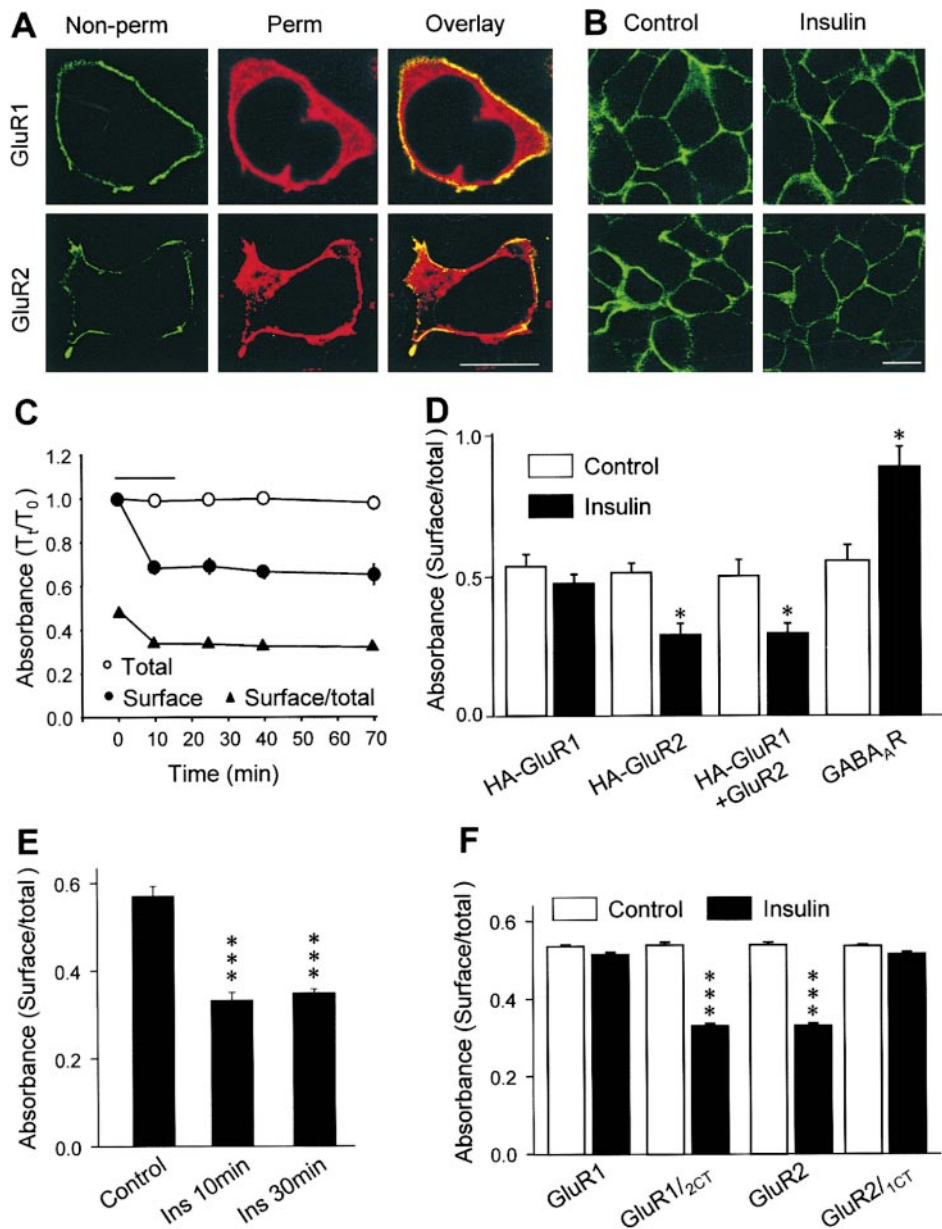 A
Non-perm
Perm
Overlay
GluR1
GluR2
B
Control
Insulin
C
Absorbance (Tt/T0)
1.2
1.0
0.8
0.6
0.4
0.2
0.0
Total
Surface
Surface/total
0 10 20 30 40 50 60 70
Time (min)
D
Absorbance (Surface/total)
1.0
0.5
0.0
Control
Insulin
*
*
*
HA-GluR1
HA-GluR2
HA-GluR1
+GluR2
GABAAR
E
Absorbance (Surface/total)
0.6
0.4
0.2
0.0
***
***
Control
Ins 10min
Ins 30min
F
Absorbance (Surface/total)
0.6
0.4
0.2
0.0
Control
Insulin
***
***
GluR1
GluR1/2CT
GluR2
GluR2/1CT